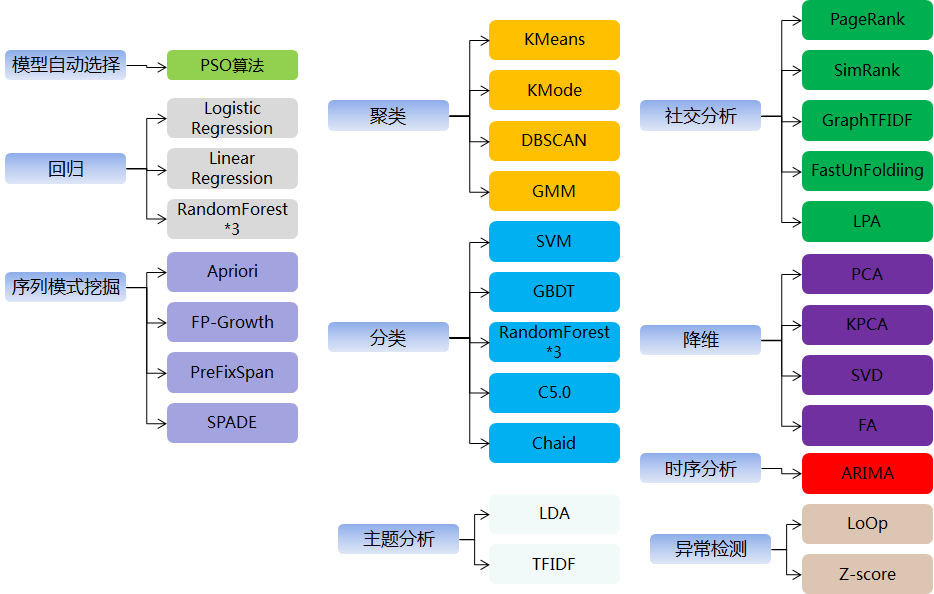 模型自动选择
PSO算法
回归
Logistic
Regression
Linear
Regression
RandomForest
*3
序列模式挖掘
Apriori
FP-Growth
PreFixSpan
SPADE
聚类
KMeans
KMode
DBSCAN
GMM
分类
SVM
GBDT
RandomForest
*3
C5.0
Chaid
主题分析
LDA
TFIDF
社交分析
PageRank
SimRank
GraphTFIDF
FastUnFoldiing
LPA
降维
PCA
KPCA
SVD
FA
时序分析
ARIMA
异常检测
LoOp
Z-score